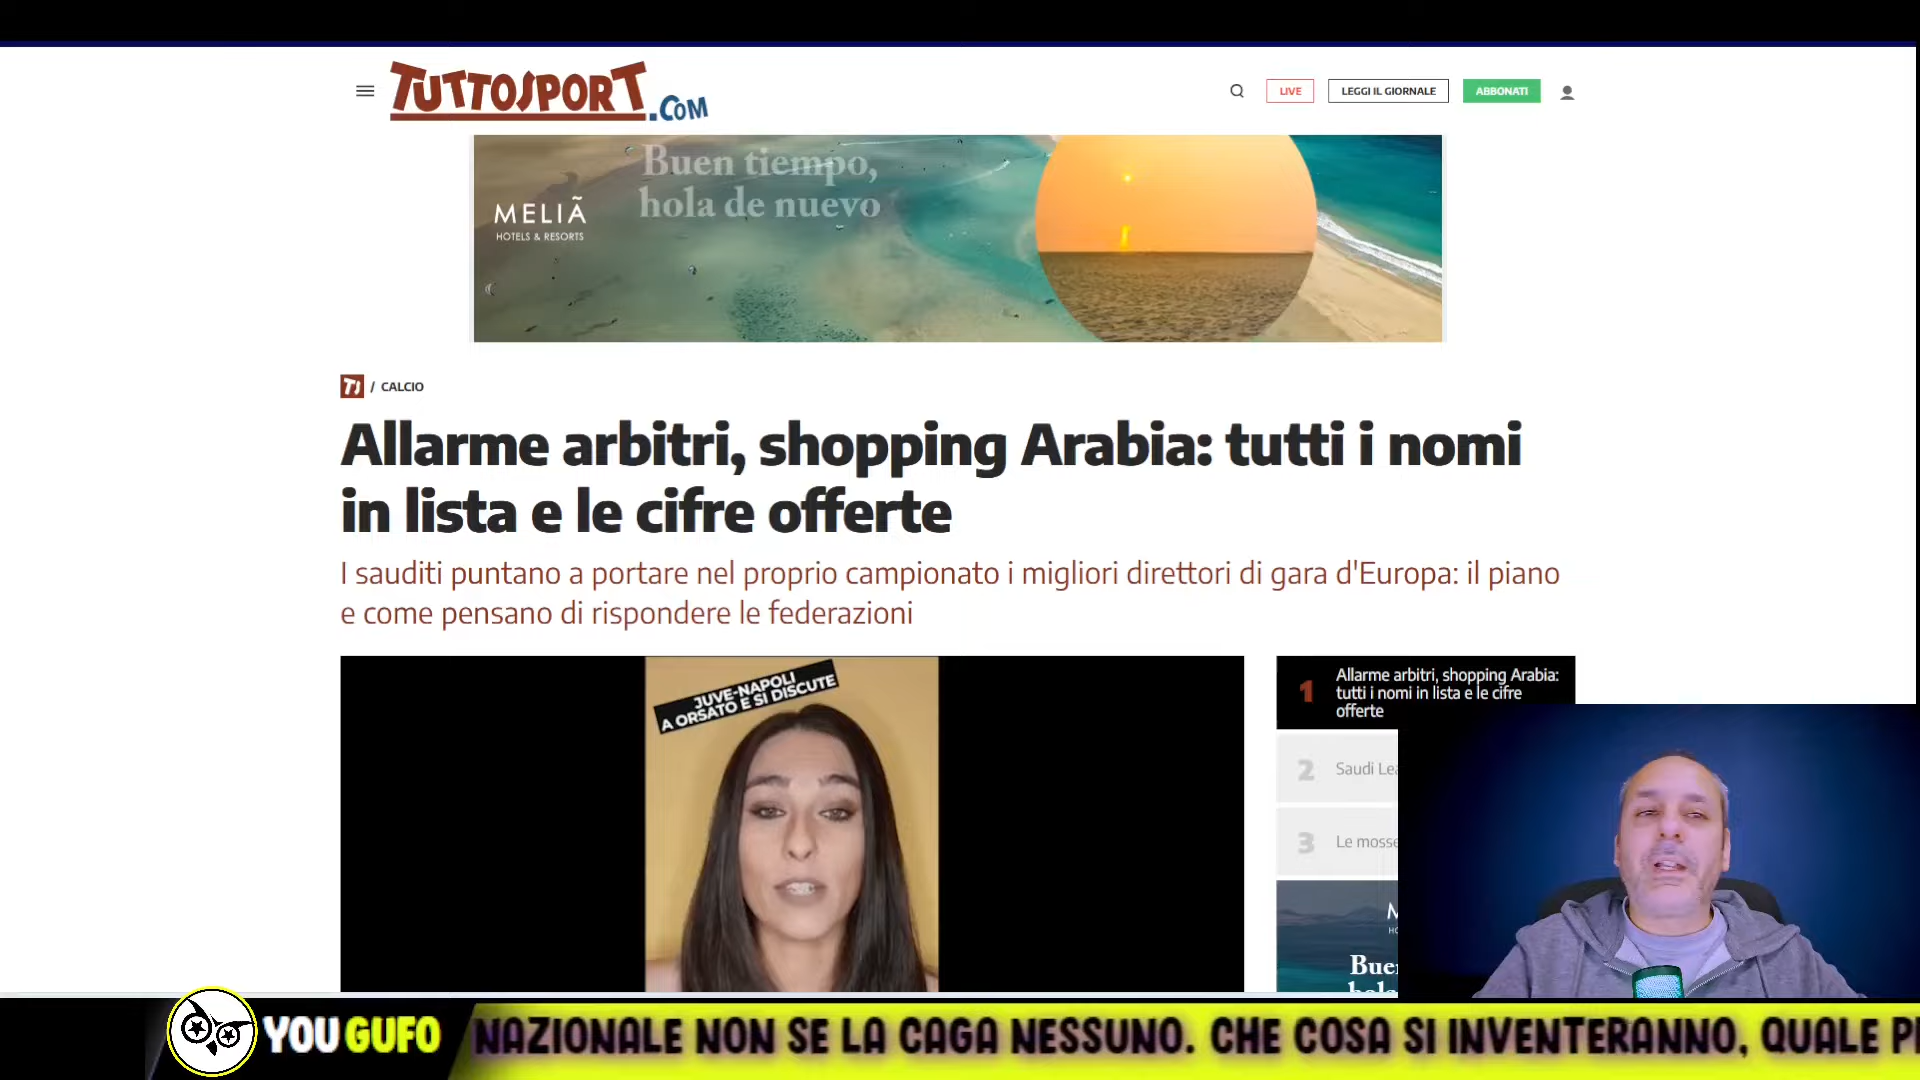 TUTTOSPORT.COM
LIVE
LEGGI IL GIORNALE
ABBONATI
Buen tiempo,
hola de nuevo
MELIÃ
HOTELS & RESORTS
TJ / CALCIO
Allarme arbitri, shopping Arabia: tutti i nomi
in lista e le cifre offerte
I sauditi puntano a portare nel proprio campionato i migliori direttori di gara d'Europa: il piano
e come pensano di rispondere le federazioni
JUVE-NAPOLI
A ORSATO E SI DISCUTE
1
Allarme arbitri, shopping Arabia:
tutti i nomi in lista e le cifre
offerte
2
Saudi
3
Le
YOU GUFO
NAZIONALE NON SE LA CAGA NESSUNO. CHE COSA SI INVENTERANNO, QUALE